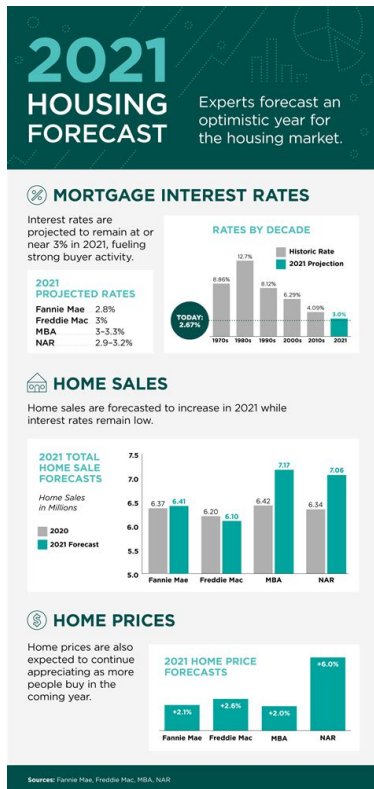 2021
HOUSING
FORECAST
Experts forecast an
optimistic year for
the housing market.
MORTGAGE INTEREST RATES
Interest rates are
projected to remain at or
near 3% in 2021, fueling
strong buyer activity.
2021
PROJECTED RATES
Fannie Mae 2.8%
Freddie Mac 3%
MBA 3-3.3%
NAR 2.9-3.2%
RATES BY DECADE
Historic Rate
2021 Projection
8.86%
12.7%
8.12%
6.29%
4.09%
3.0%
TODAY:
2.67%
1970s 1980s 1990s 2000s 2010s 2021
HOME SALES
Home sales are forecasted to increase in 2021 while
interest rates remain low.
2021 TOTAL
HOME SALE
FORECASTS
Home Sales
in Millions
2020
2021 Forecast
7.5
7.0
6.5
6.0
5.5
5.0
6.37 6.41
6.20 6.10
6.42 7.17
6.34 7.06
Fannie Mae Freddie Mac MBA NAR
$
HOME PRICES
Home prices are also
expected to continue
appreciating as more
people buy in the
coming year.
2021 HOME PRICE
FORECASTS
+2.1% +2.6% +2.0% +6.0%
Fannie Mae Freddie Mac MBA NAR
Sources: Fannie Mae, Freddie Mac, MBA, NAR